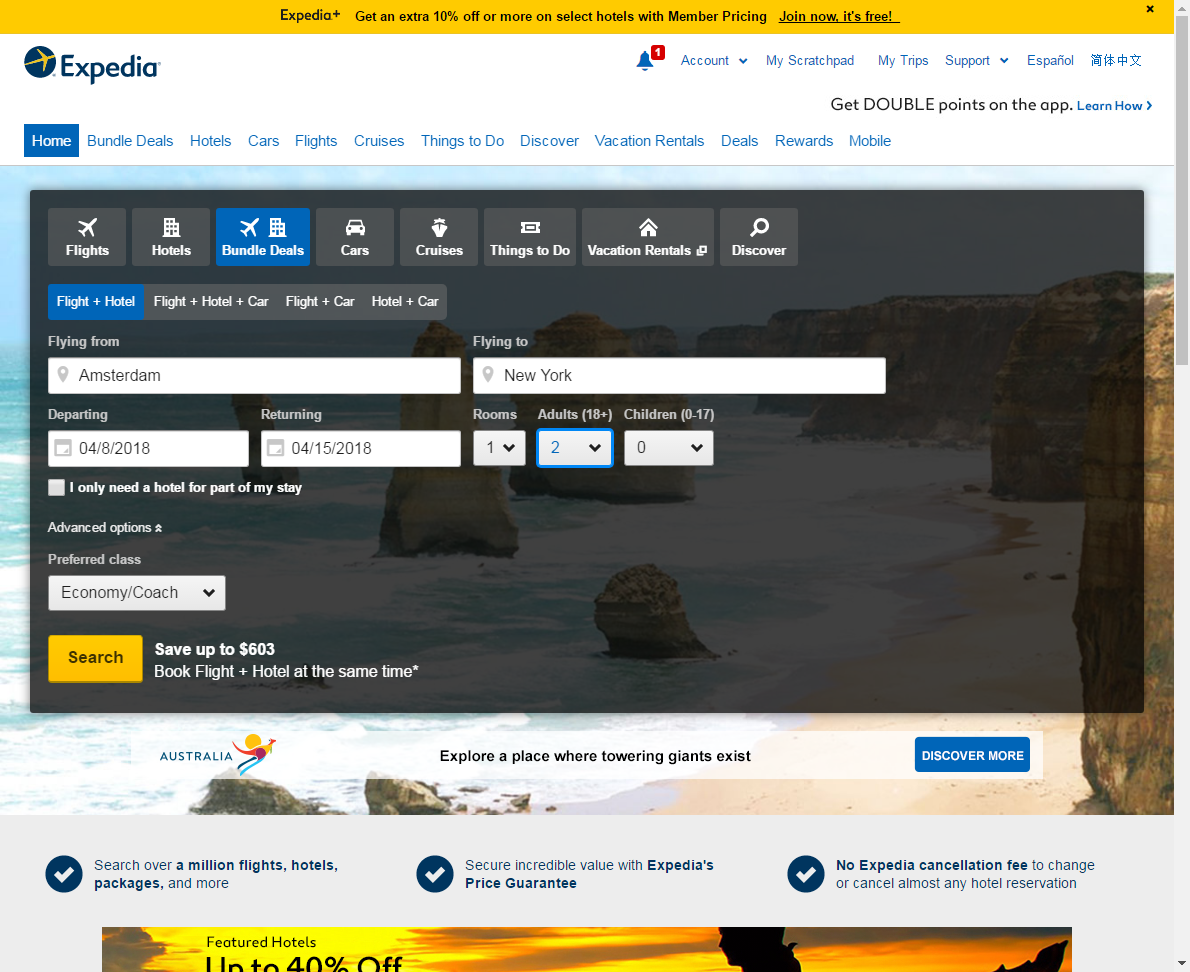 Expedia+ Get an extra 10% off or more on select hotels with Member Pricing Join now, it's free!
Expedia
1 Account My Scratchpad My Trips Support Español 简体中文
Get DOUBLE points on the app. Learn How
Home Bundle Deals Hotels Cars Flights Cruises Things to Do Discover Vacation Rentals Deals Rewards Mobile
Flights Hotels Bundle Deals Cars Cruises Things to Do Vacation Rentals Discover
Flight + Hotel Flight + Hotel + Car Flight + Car Hotel + Car
Flying from Flying to
Amsterdam New York
Departing Returning Rooms Adults (18+) Children (0-17)
04/8/2018 04/15/2018 1 2 0
I only need a hotel for part of my stay
Advanced options
Preferred class
Economy/Coach
Search
Save up to $603
Book Flight + Hotel at the same time*
AUSTRALIA Explore a place where towering giants exist DISCOVER MORE
Search over a million flights, hotels,
packages, and more
Secure incredible value with Expedia's
Price Guarantee
No Expedia cancellation fee to change
or cancel almost any hotel reservation
Featured Hotels
Up to 40% Off